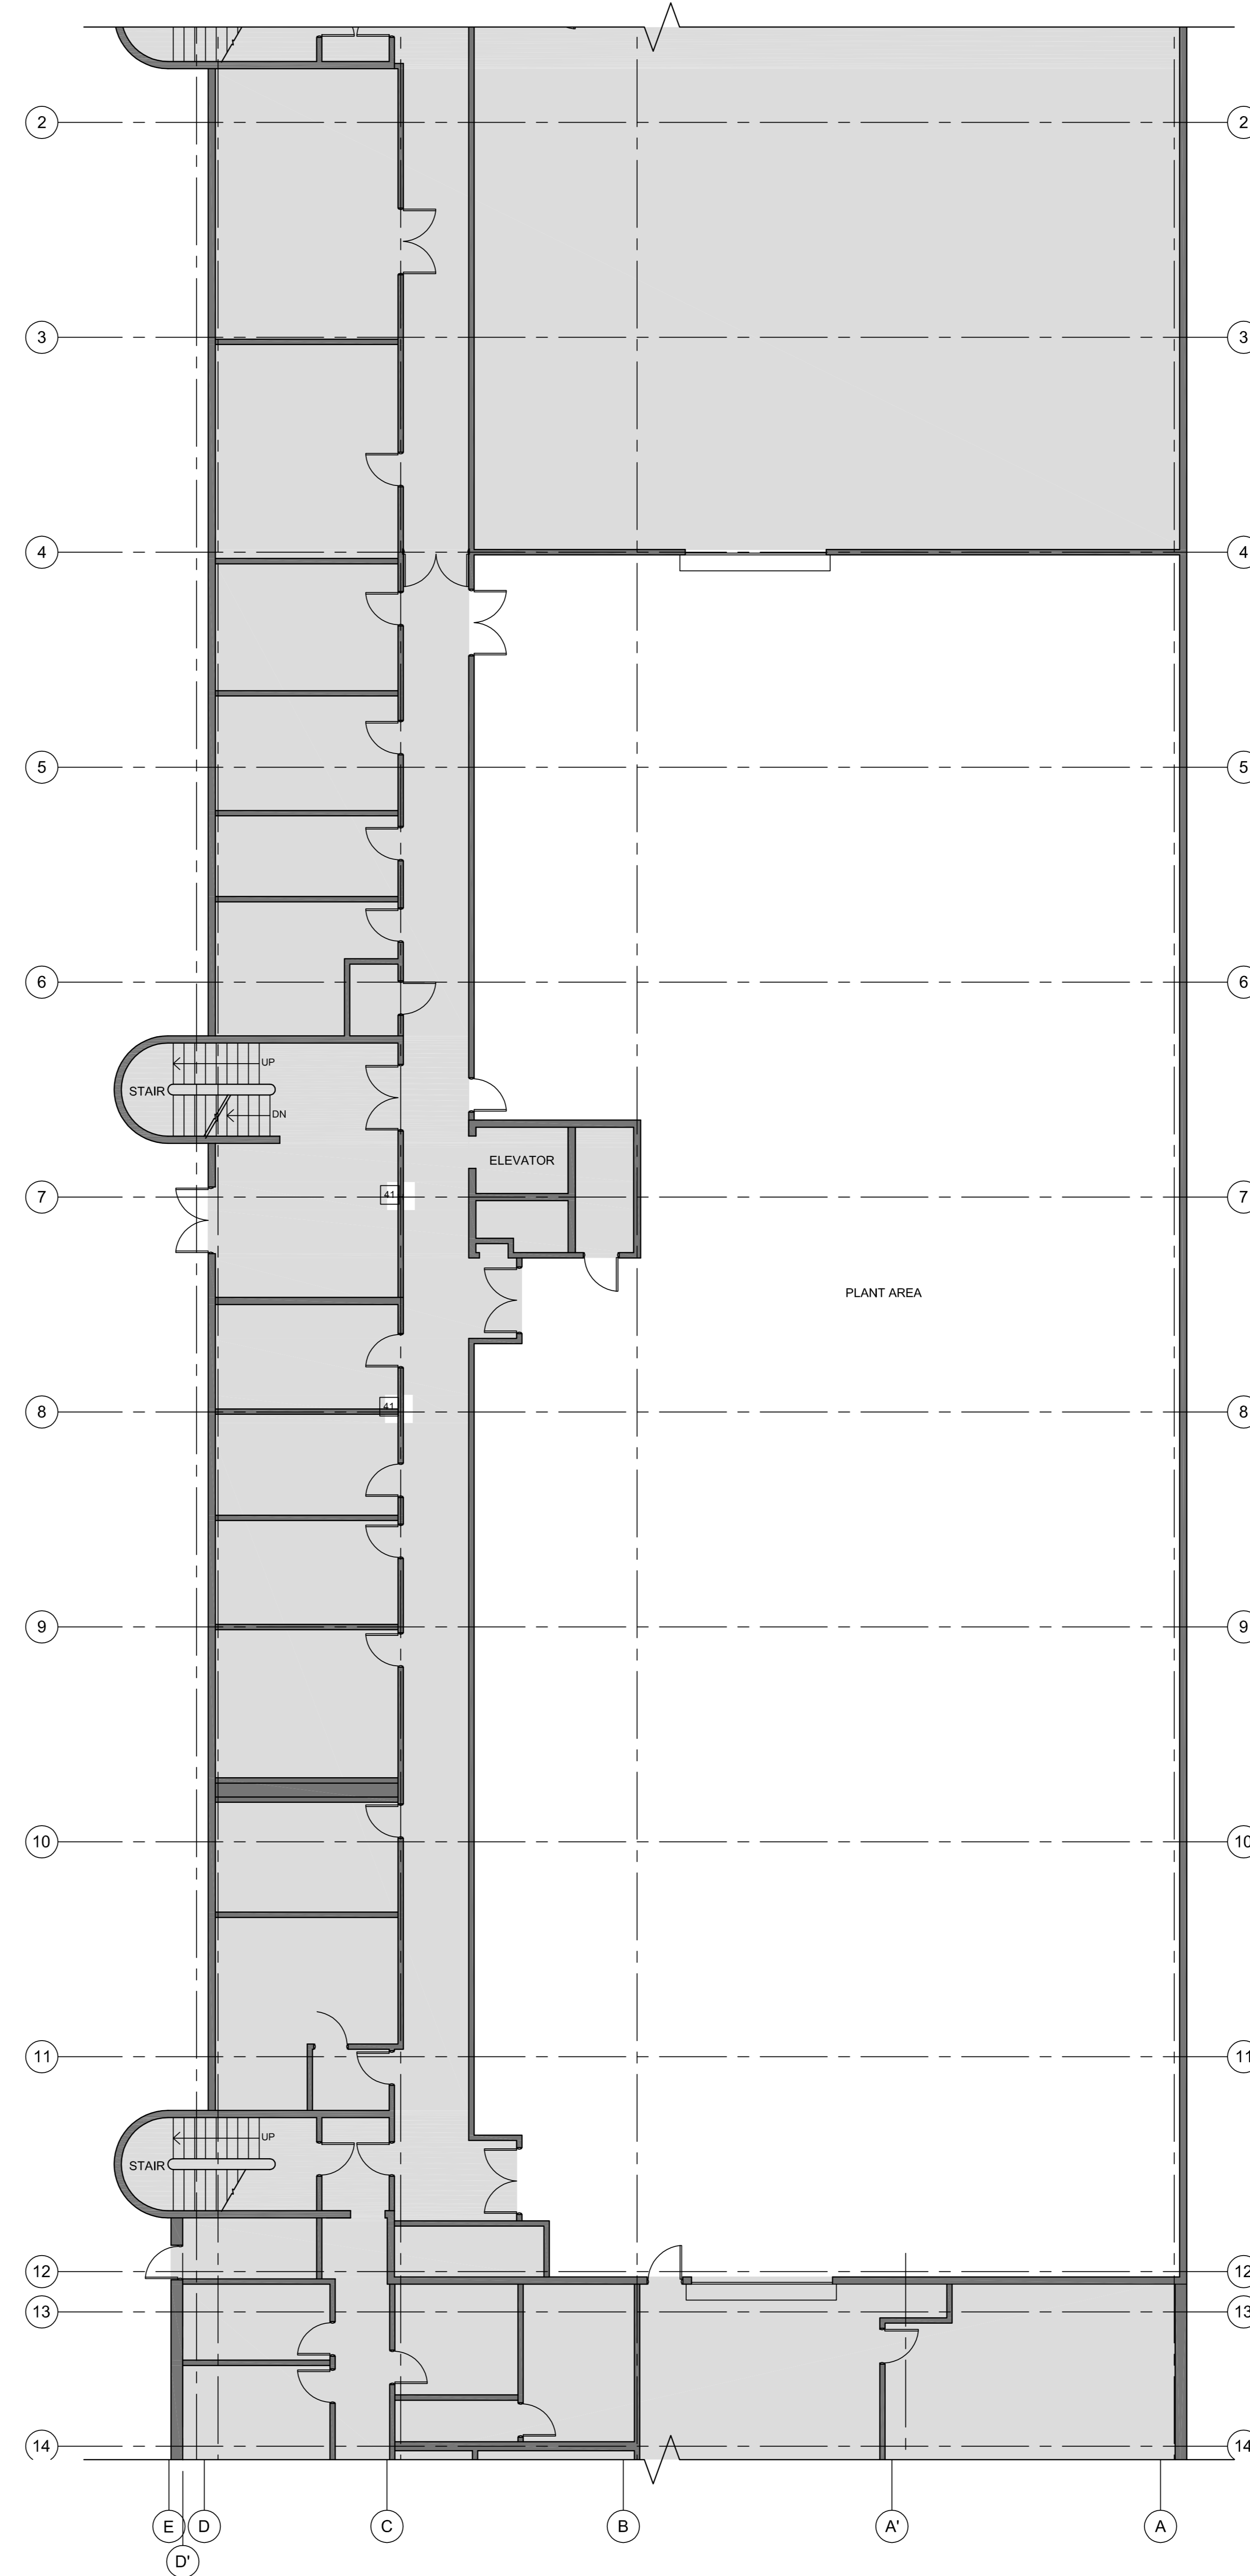 2 2
3 3
4 4
5 5
6 6
UP
STAIR
DN
ELEVATOR
7 41 7
PLANT AREA
41
8 8
9 9
10 10
11 11
UP
STAIR
12 12
13 13
14 14
E D C B A' A
D'